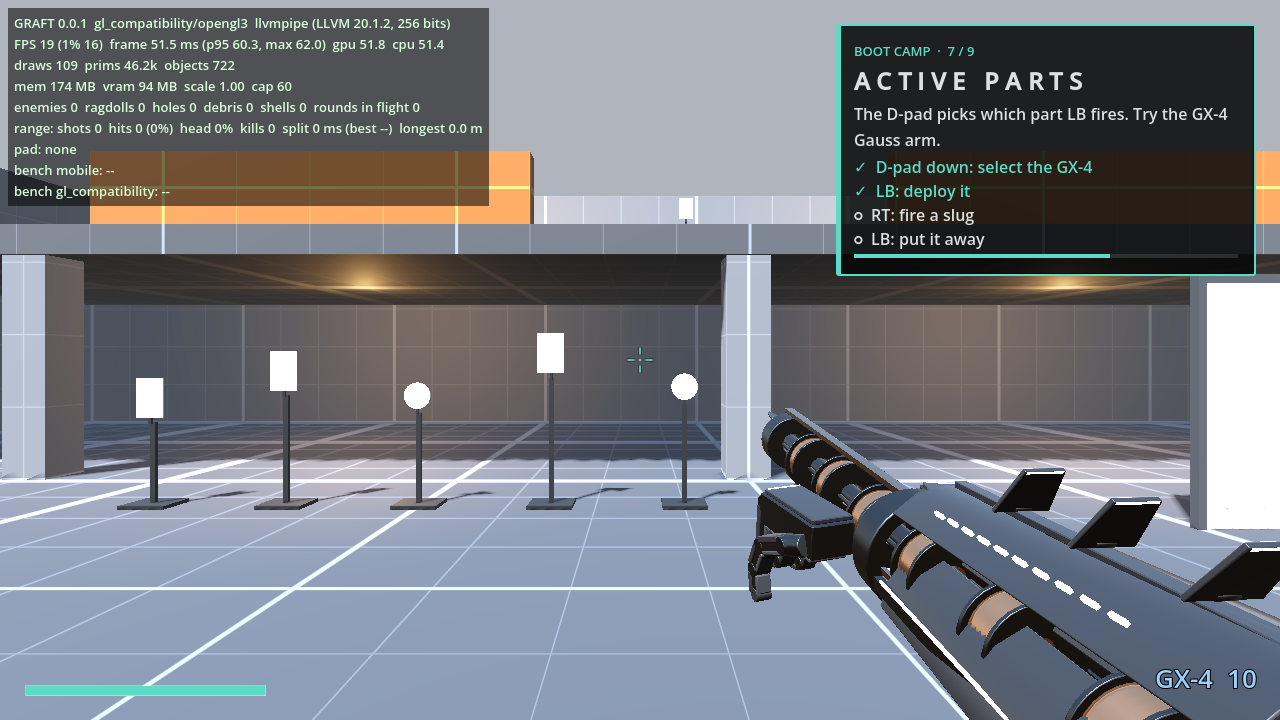 GRAFT 0.0.1 gl_compatibility/opengl3 llvmpipe (LLVM 20.1.2, 256 bits)
FPS 19 (1% 16) frame 51.5 ms (p95 60.3, max 62.0) gpu 51.8 cpu 51.4
draws 109 prims 46.2k objects 722
mem 174 MB vram 94 MB scale 1.00 cap 60
enemies 0 ragdolls 0 holes 0 debris 0 shells 0 rounds in flight 0
range: shots 0 hits 0 (0%) head 0% kills 0 split 0 ms (best --) longest 0.0 m
pad: none
bench mobile: --
bench gl_compatibility: --
BOOT CAMP · 7 / 9
ACTIVE PARTS
The D-pad picks which part LB fires. Try the GX-4
Gauss arm.
✓ D-pad down: select the GX-4
✓ LB: deploy it
RT: fire a slug
LB: put it away
GX-4 10